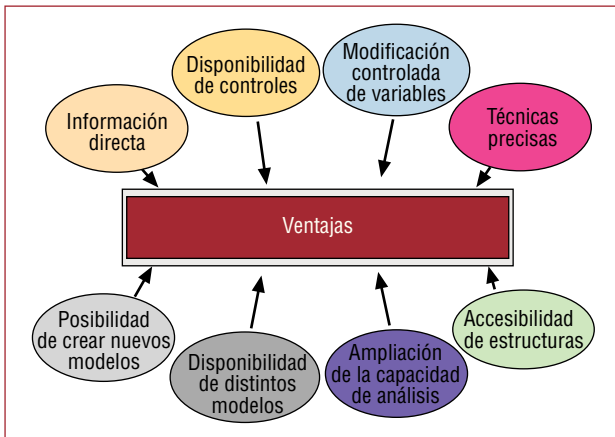 Información
directa
Disponibilidad
de controles
Modificación
controlada
de variables
Técnicas
precisas
Ventajas
Posibilidad
de crear nuevos
modelos
Disponibilidad
de distintos
modelos
Ampliación
de la capacidad
de análisis
Accesibilidad
de estructuras